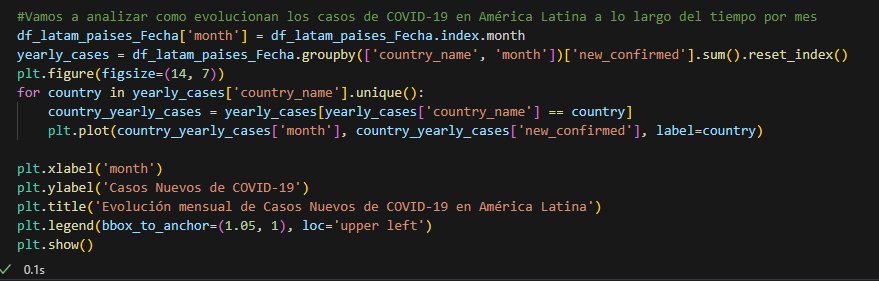 #Vamos a analizar como evolucionan los casos de COVID-19 en América Latina a lo largo del tiempo por mes
df_latam_paises_Fecha['month'] = df_latam_paises_Fecha.index.month
yearly_cases = df_latam_paises_Fecha.groupby(['country_name', 'month'])['new_confirmed'].sum().reset_index()
plt.figure(figsize=(14, 7))
for country in yearly_cases['country_name'].unique():
    country_yearly_cases = yearly_cases[yearly_cases['country_name'] == country]
    plt.plot(country_yearly_cases['month'], country_yearly_cases['new_confirmed'], label=country)
plt.xlabel('month')
plt.ylabel('Casos Nuevos de COVID-19')
plt.title('Evolución mensual de Casos Nuevos de COVID-19 en América Latina')
plt.legend(bbox_to_anchor=(1.05, 1), loc='upper left')
plt.show()
0.1s